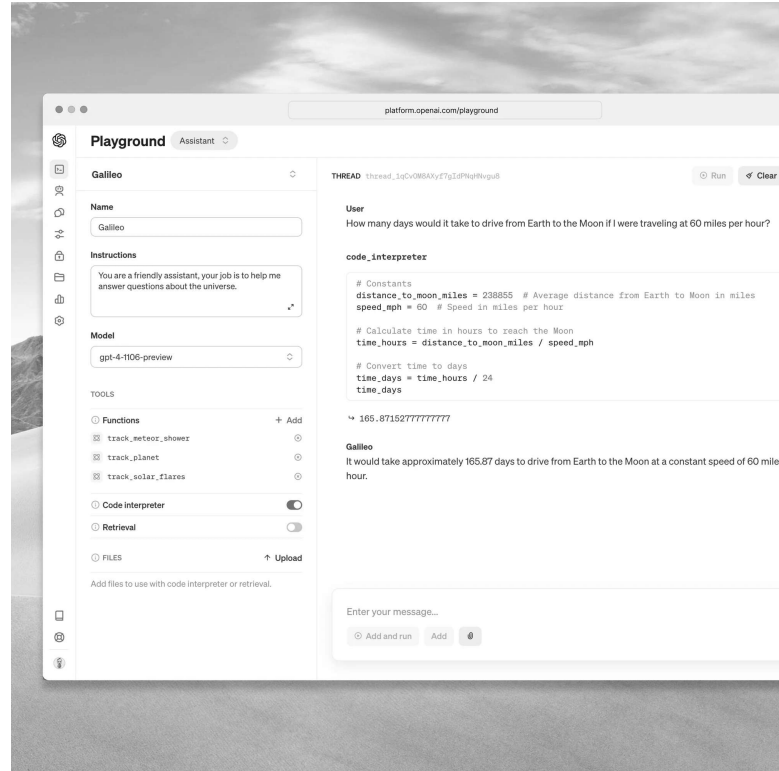 platform.openai.com/playground
Playground
Assistant
Galileo
Name
Galileo
Instructions
You are a friendly assistant, your job is to help me
answer questions about the universe.
Model
gpt-4-1106-preview
TOOLS
Functions
+ Add
track_meteor_shower
track_planet
track_solar_flares
Code interpreter
Retrieval
FILES
Upload
Add files to use with code interpreter or retrieval.
THREAD
Run
Clear
User
How many days would it take to drive from Earth to the Moon if I were traveling at 60 miles per hour?
code_interpreter
# Constants
distance_to_moon_miles = 238855 # Average distance from Earth to Moon in miles
speed_mph = 60 # Speed in miles per hour
# Calculate time in hours to reach the Moon
time_hours = distance_to_moon_miles / speed_mph
# Convert time to days
time_days = time_hours / 24
time_days
165.87152777777777
Galileo
It would take approximately 165.87 days to drive from Earth to the Moon at a constant speed of 60 mile
hour.
Enter your message...
Add and run
Add